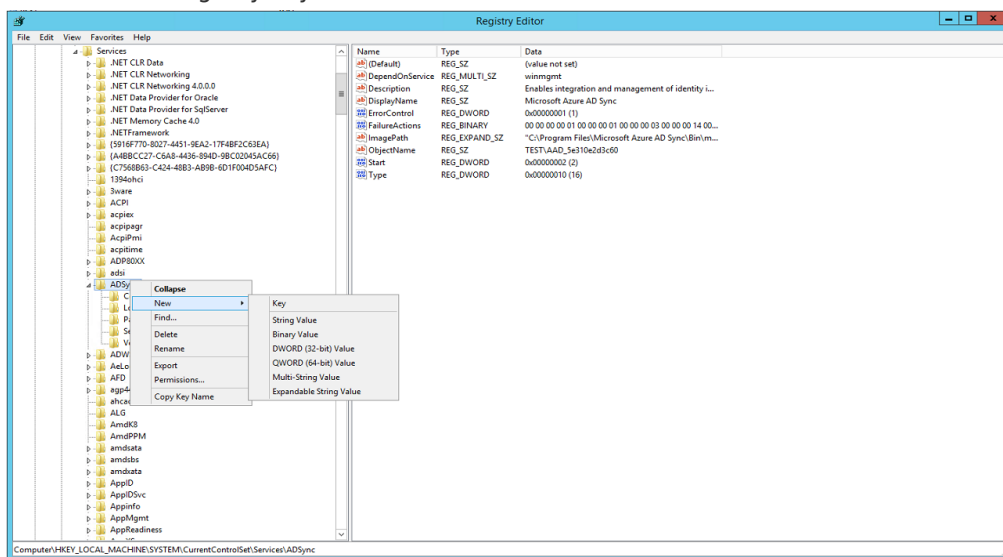 Registry Editor
File Edit View Favorites Help
Services
.NET CLR Data
.NET CLR Networking
.NET CLR Networking 4.0.0.0
.NET Data Provider for Oracle
.NET Data Provider for SqlServer
.NET Memory Cache 4.0
.NETFramework
{5916F770-8027-4451-9EA2-17F4BF2C63EA}
{A4BBCC27-C6A8-4436-894D-9BC02045AC66}
{C7568B63-C424-48B3-AB9B-6D1F004D5AFC}
1394ohci
3ware
ACPI
acpiex
acpipagr
AcpiPmi
acpitime
ADP80XX
adsi
ADSy
C
L
P
Se
V
ADW
AeLo
AFD
agp4
ahcac
ALG
AmdK8
AmdPPM
amdsata
amdsbs
amdxata
AppID
AppIDSvc
Appinfo
AppMgmt
AppReadiness
Collapse
New
Find...
Delete
Rename
Export
Permissions...
Copy Key Name
Key
String Value
Binary Value
DWORD (32-bit) Value
QWORD (64-bit) Value
Multi-String Value
Expandable String Value
Name Type Data
(Default) REG_SZ (value not set)
DependOnService REG_MULTI_SZ winmgmt
Description REG_SZ Enables integration and management of identity i...
DisplayName REG_SZ Microsoft Azure AD Sync
ErrorControl REG_DWORD 0x00000001 (1)
FailureActions REG_BINARY 00 00 00 00 01 00 00 00 01 00 00 00 03 00 00 00 14 00...
ImagePath REG_EXPAND_SZ "C:\Program Files\Microsoft Azure AD Sync\Bin\m...
ObjectName REG_SZ TEST\AAD_5e310e2d3c60
Start REG_DWORD 0x00000002 (2)
Type REG_DWORD 0x00000010 (16)
Computer\HKEY_LOCAL_MACHINE\SYSTEM\CurrentControlSet\Services\ADSync